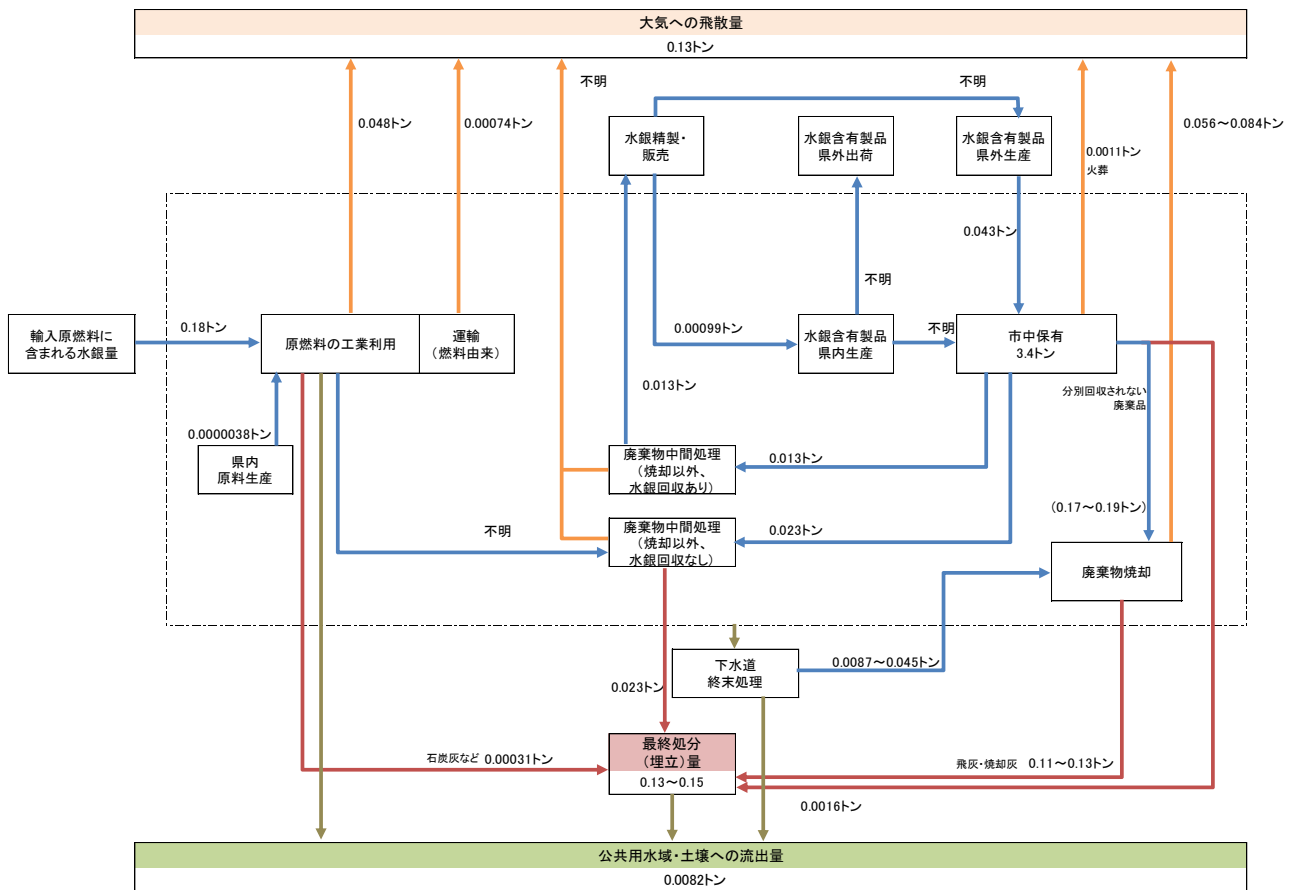 大気への飛散量
0.13トン
不明
不明
0.048トン
0.00074トン
水銀精製・
販売
水銀含有製品
県外出荷
水銀含有製品
県外生産
0.056～0.084トン
0.0011トン
火葬
0.043トン
不明
輸入原燃料に
含まれる水銀量
0.18トン
原燃料の工業利用
運輸
（燃料由来）
0.00099トン
水銀含有製品
県内生産
不明
市中保有
3.4トン
0.013トン
分別回収されない
廃棄品
0.0000038トン
県内
原料生産
廃棄物中間処理
（焼却以外、
水銀回収あり）
0.013トン
(0.17～0.19トン)
不明
廃棄物中間処理
（焼却以外、
水銀回収なし）
0.023トン
廃棄物焼却
下水道
終末処理
0.0087～0.045トン
0.023トン
最終処分
（埋立）量
0.13～0.15
石炭灰など 0.00031トン
飛灰・焼却灰 0.11～0.13トン
0.0016トン
公共用水域・土壌への流出量
0.0082トン